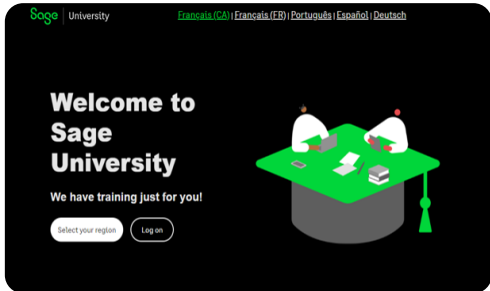 Sage University
Français (CA) | Français (FR) | Português | Español | Deutsch
Welcome to
Sage
University
We have training just for you!
Select your region
Log on